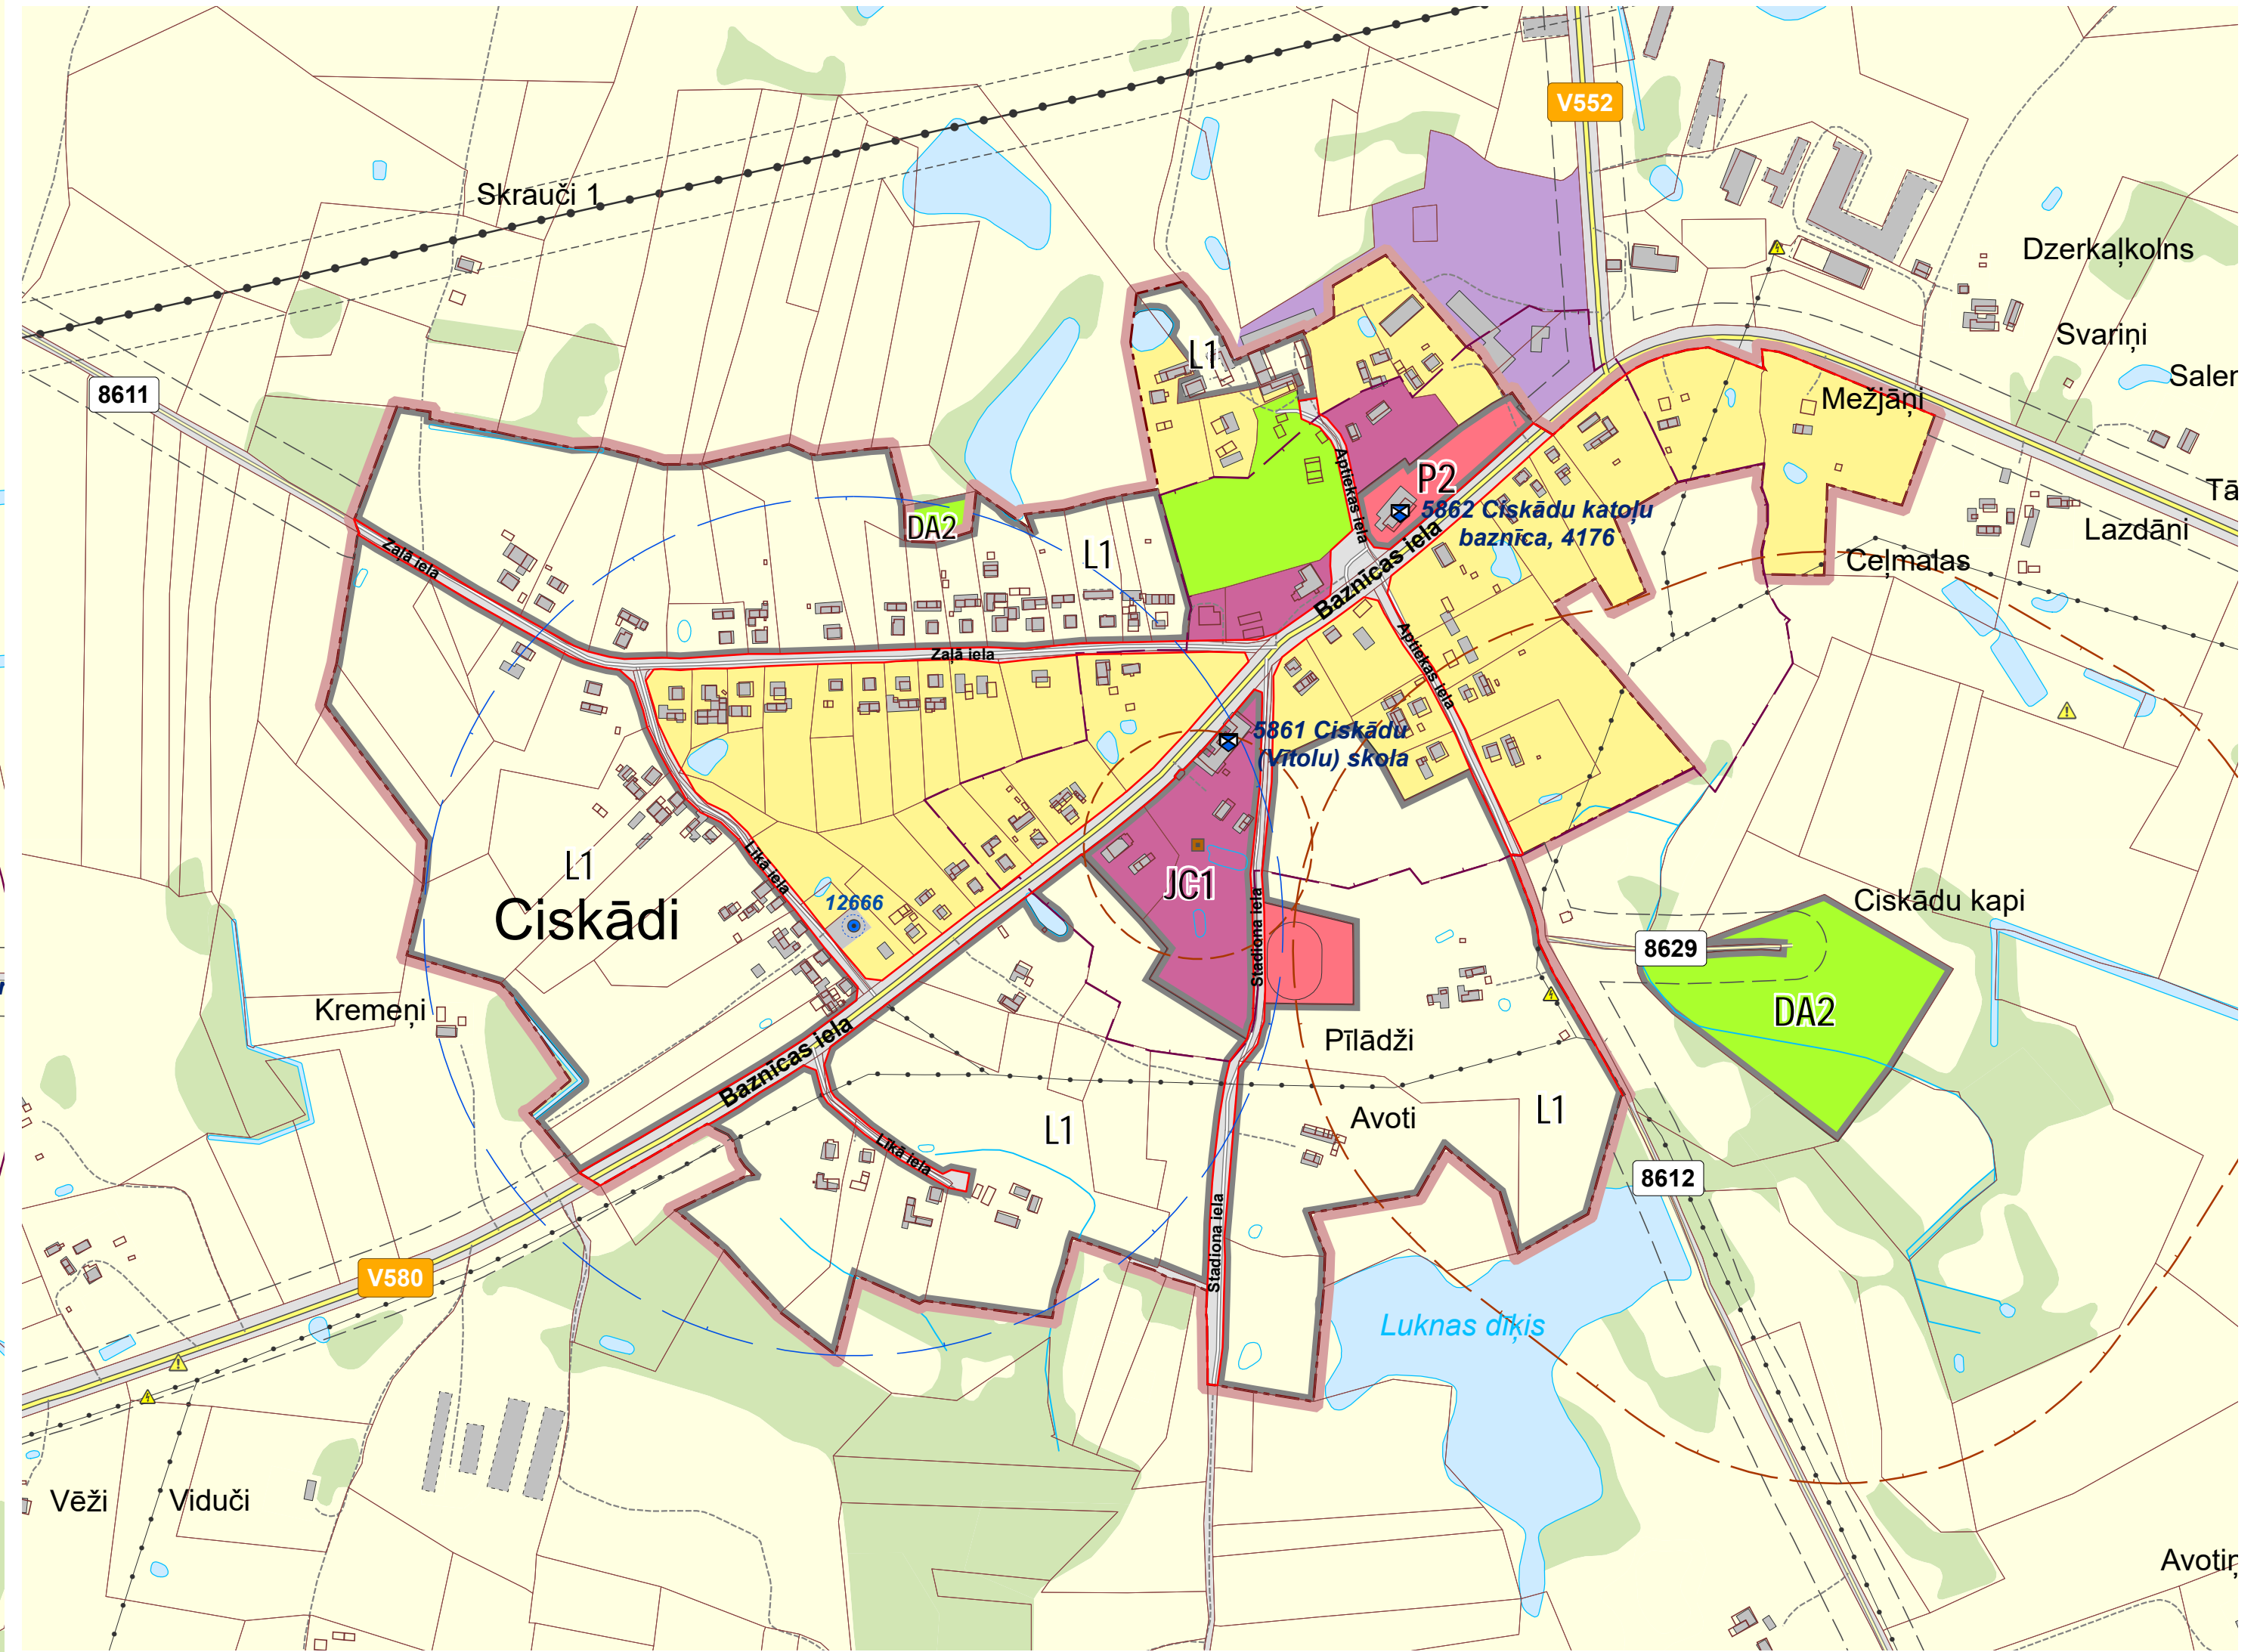 V552
Skrauči 1
Dzerkaļkolns
Svariņi
8611
L1
Mežjāņi
P2
Aptiekas iela
5862 Ciskādu katoļu
baznīca, 4176
DA2
Lazdāni
Zaļā iela
L1
Baznīcas iela
Ceļmalas
Zaļā iela
Aptiekas iela
5861 Ciskādu
(Vītolu) skola
L1
Līkā iela
JC1
12666
Ciskādi
Ciskādu kapi
Stadiona iela
8629
Kremeņi
DA2
Pīlādži
Baznīcas iela
Avoti
L1
L1
Līkā iela
8612
Stadiona iela
V580
Luknas dīķis
Vēži
Viduči